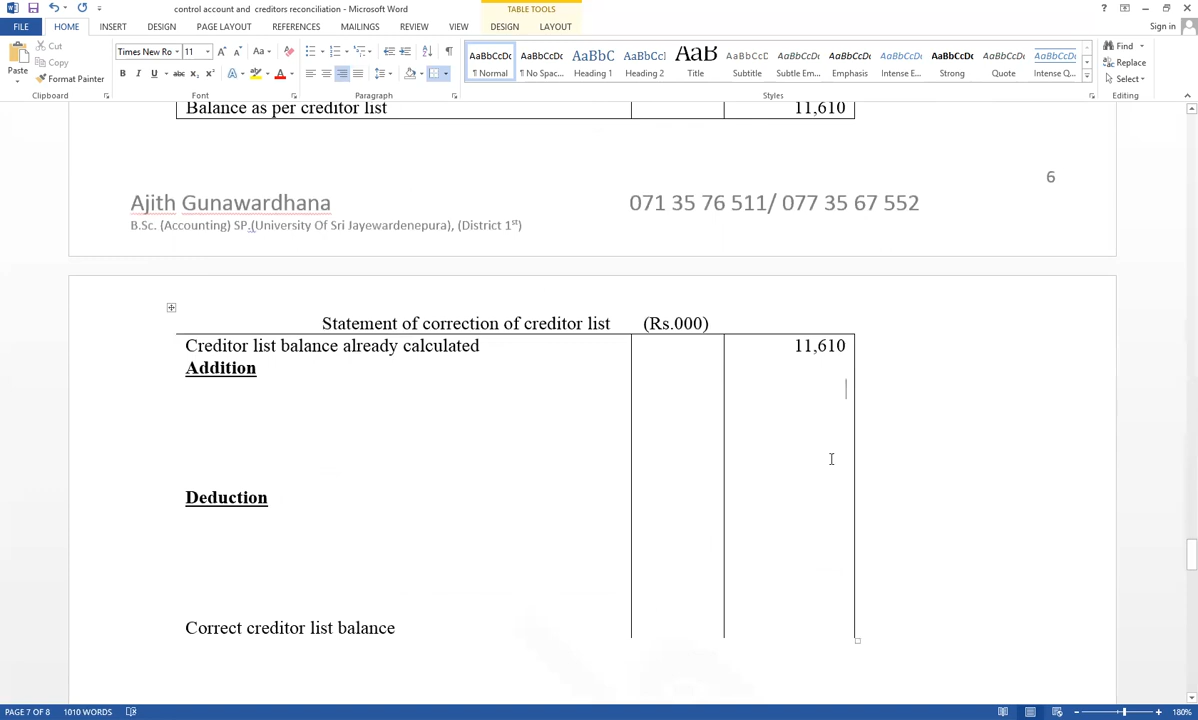 control account and creditors reconciliation - Microsoft Word
TABLE TOOLS
FILE HOME INSERT DESIGN PAGE LAYOUT REFERENCES MAILINGS REVIEW VIEW DESIGN LAYOUT
Sign in
Paste
Cut
Copy
Format Painter
Clipboard
Times New Ro 11
Font
Paragraph
AaBbCcDc AaBbCcDc AaBbC AaBbCcI AaB AaBbCcD AaBbCcDc AaBbCcDc AaBbCcDc AaBbCcDc AaBbCcDc AaBbCcDc
¶ Normal ¶ No Spac... Heading 1 Heading 2 Title Subtitle Subtle Em... Emphasis Intense E... Strong Quote Intense Q...
Styles
Find
Replace
Select
Editing
Balance as per creditor list 11,610
6
Ajith Gunawardhana 071 35 76 511/ 077 35 67 552
B.Sc. (Accounting) SP.(University Of Sri Jayewardenepura), (District 1st)
Statement of correction of creditor list (Rs.000)
Creditor list balance already calculated 11,610
Addition
Deduction
Correct creditor list balance
PAGE 7 OF 8 1010 WORDS 180%